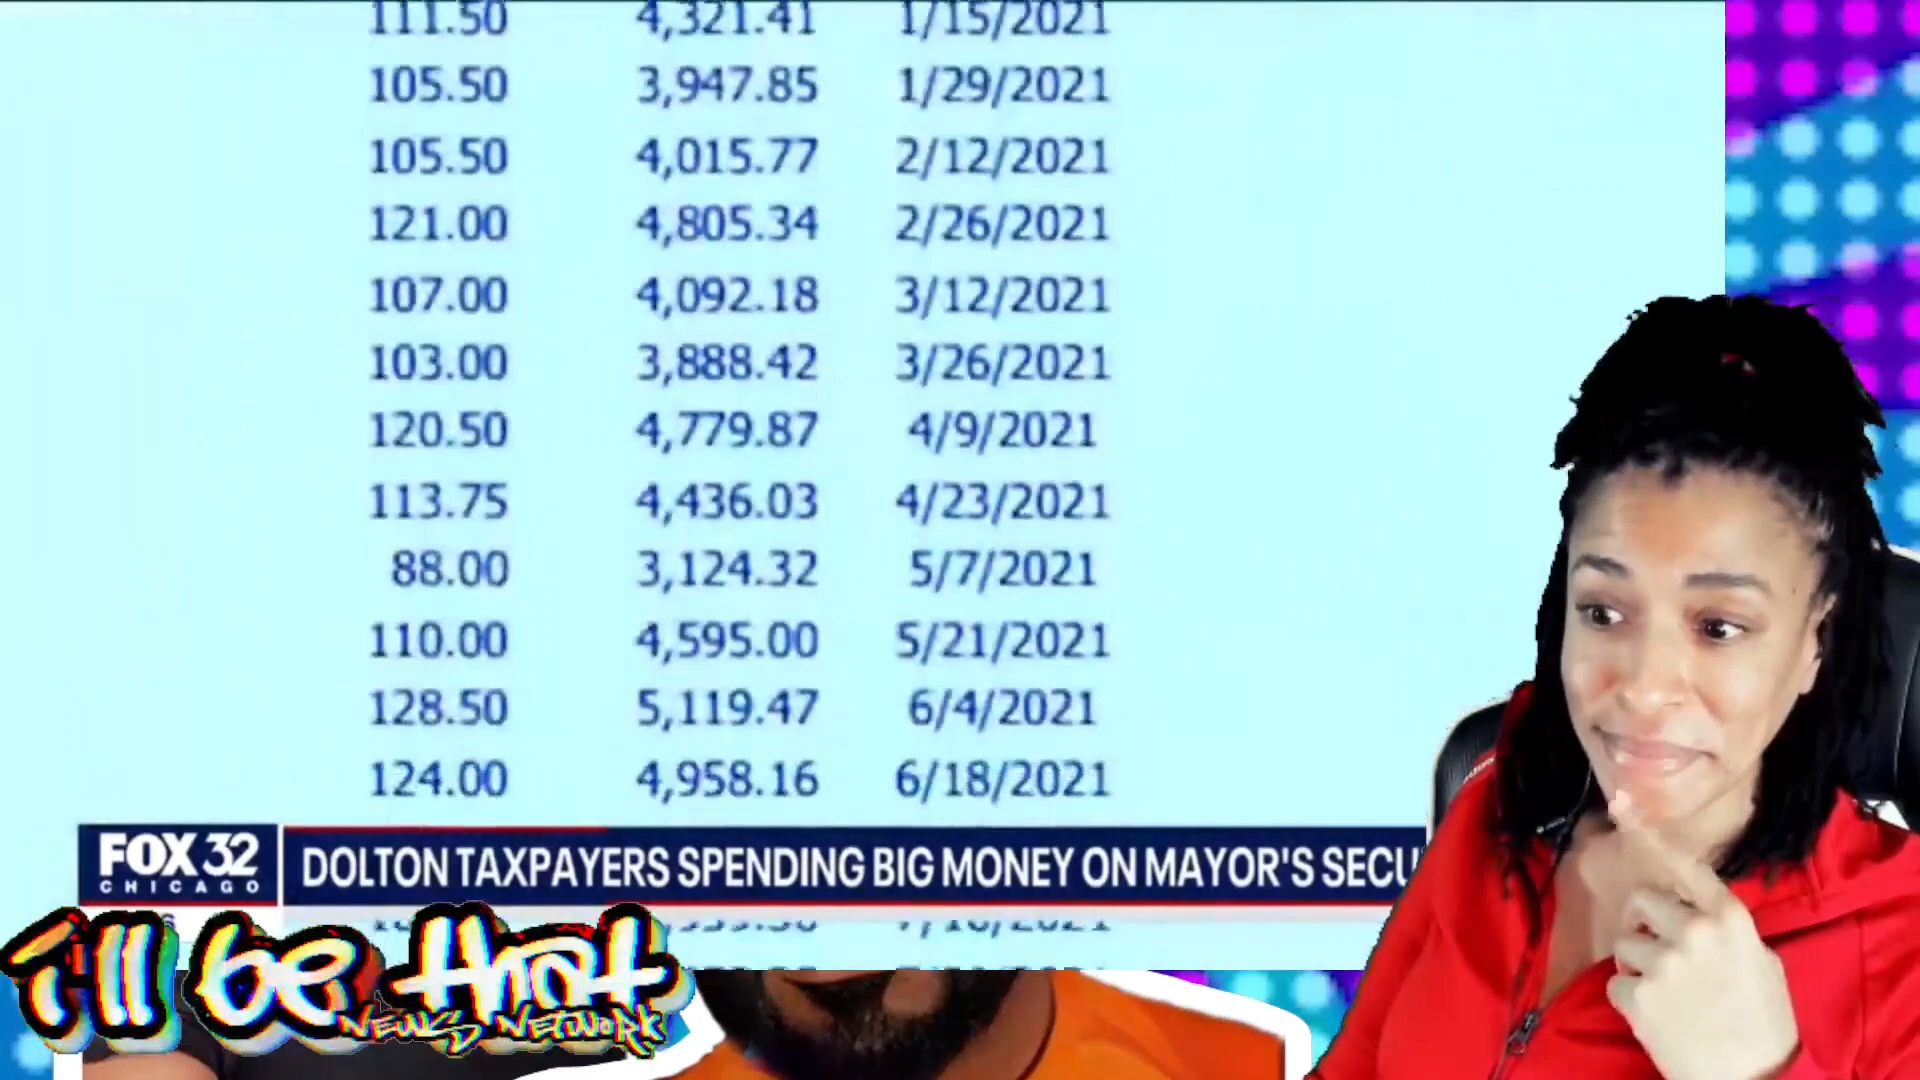 111.50 4,321.41 1/15/2021
105.50 3,947.85 1/29/2021
105.50 4,015.77 2/12/2021
121.00 4,805.34 2/26/2021
107.00 4,092.18 3/12/2021
103.00 3,888.42 3/26/2021
120.50 4,779.87 4/9/2021
113.75 4,436.03 4/23/2021
88.00 3,124.32 5/7/2021
110.00 4,595.00 5/21/2021
128.50 5,119.47 6/4/2021
124.00 4,958.16 6/18/2021
FOX 32
CHICAGO
DOLTON TAXPAYERS SPENDING BIG MONEY ON MAYOR'S SECU
i'll be that
NEWS NETWORK